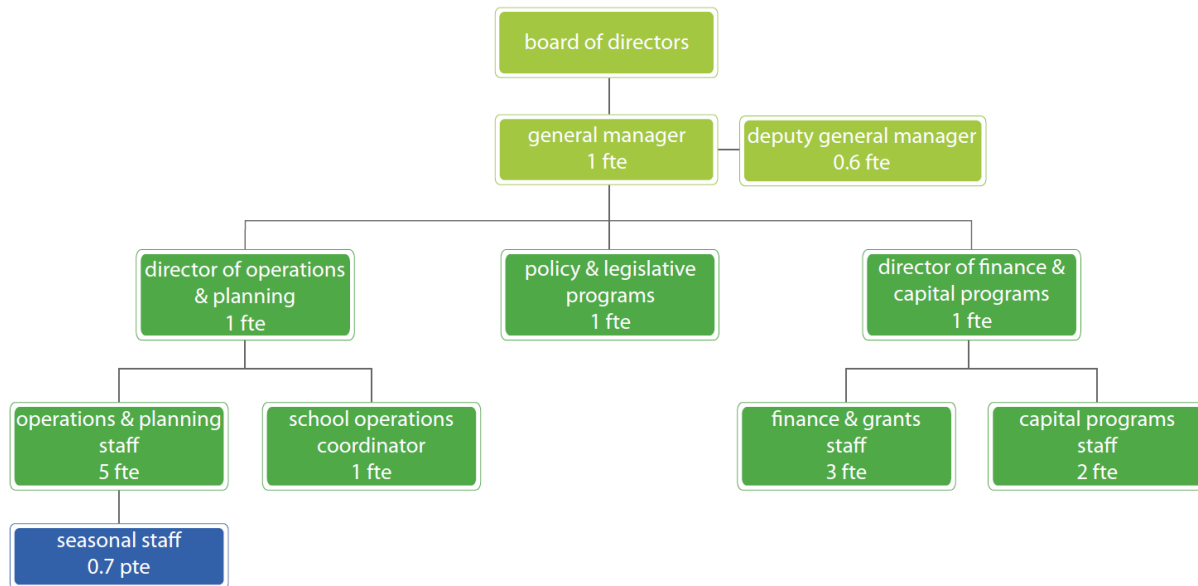 board of directors
general manager
1 fte
deputy general manager
0.6 fte
director of operations
& planning
1 fte
policy & legislative
programs
1 fte
director of finance &
capital programs
1 fte
operations & planning
staff
5 fte
school operations
coordinator
1 fte
finance & grants
staff
3 fte
capital programs
staff
2 fte
seasonal staff
0.7 pte